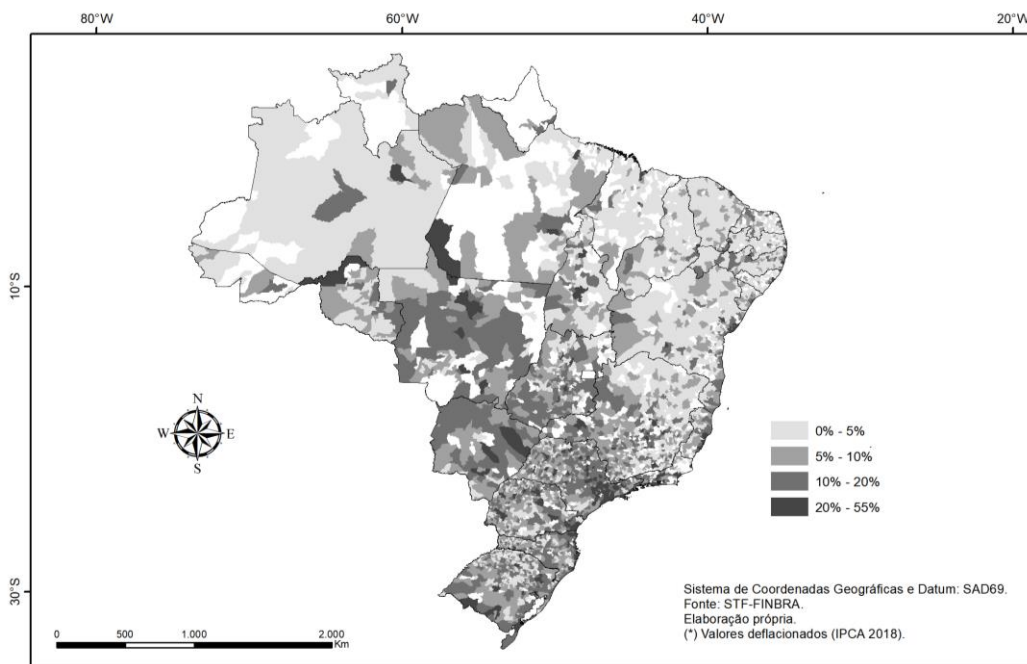 80°W 60°W 40°W 20°W
10°S
30°S
N
W E
S
0% - 5%
5% - 10%
10% - 20%
20% - 55%
Sistema de Coordenadas Geográficas e Datum: SAD69.
Fonte: STF-FINBRA.
Elaboração própria.
(*) Valores deflacionados (IPCA 2018).
0 500 1.000 2.000
Km